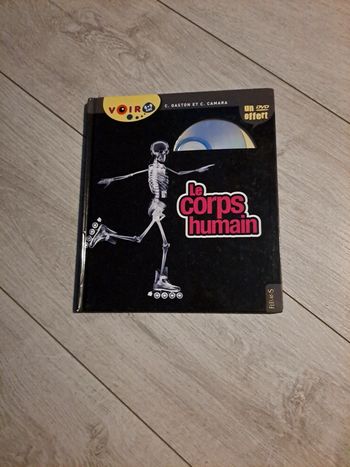 VOIR
C. GASTON ET C. CAMARA
UN DVD
offert
Le
corps
humain
FLEURUS